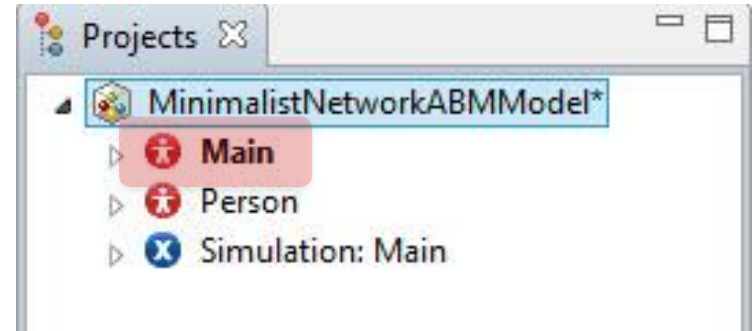 Projects
MinimalistNetworkABMModel*
Main
Person
Simulation: Main